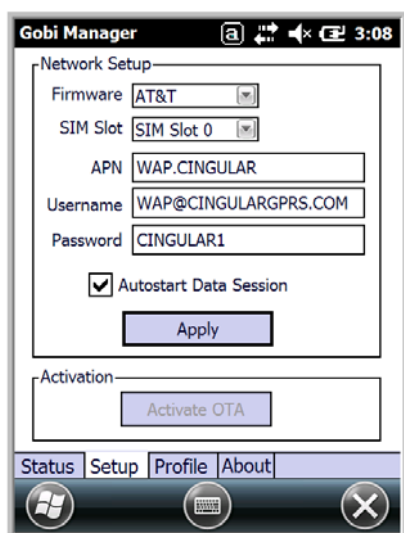 Gobi Manager a 3:08
Network Setup
Firmware AT&T
SIM Slot SIM Slot 0
APN WAP.CINGULAR
Username WAP@CINGULARGPRS.COM
Password CINGULAR1
Autostart Data Session
Apply
Activation
Activate OTA
Status Setup Profile About